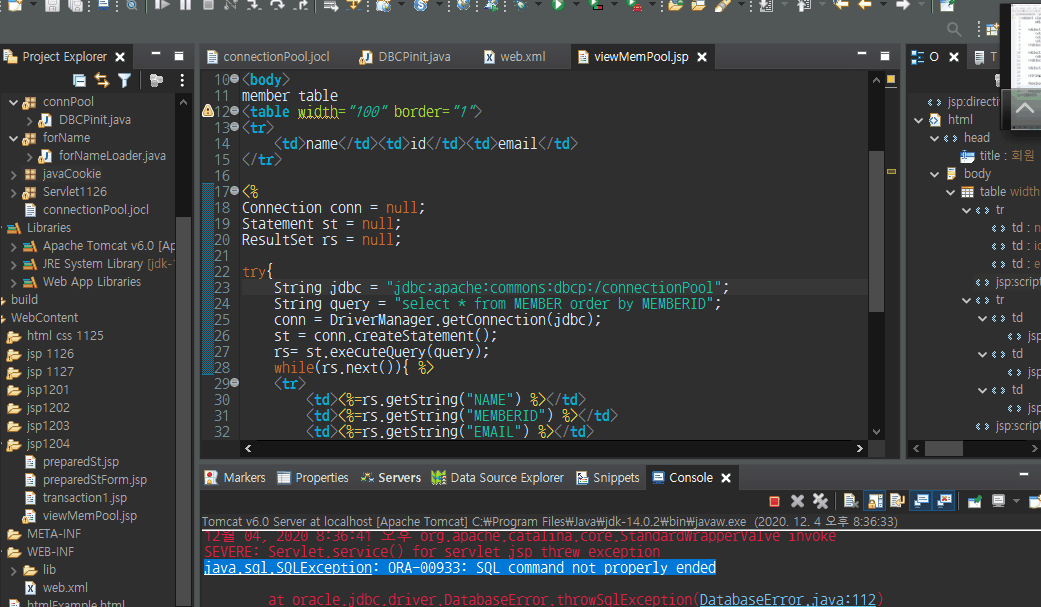 Project Explorer
connPool
DBCPinit.java
forName
forNameLoader.java
javaCookie
Servlet1126
connectionPool.jocl
Libraries
Apache Tomcat v6.0 [Ap
JRE System Library [jdk-
Web App Libraries
build
WebContent
html css 1125
jsp 1126
jsp 1127
jsp1201
jsp1202
jsp1203
jsp1204
preparedSt.jsp
preparedStForm.jsp
transaction1.jsp
viewMemPool.jsp
META-INF
WEB-INF
lib
web.xml
htmlExample.html
connectionPool.jocl
DBCPinit.java
web.xml
viewMemPool.jsp
10 <body>
11 member table
12 <table width="100" border="1">
13 <tr>
14 <td>name</td><td>id</td><td>email</td>
15 </tr>
16
17 <%
18 Connection conn = null;
19 Statement st = null;
20 ResultSet rs = null;
21
22 try{
23 String jdbc = "jdbc:apache:commons:dbcp:/connectionPool";
24 String query = "select * from MEMBER order by MEMBERID";
25 conn = DriverManager.getConnection(jdbc);
26 st = conn.createStatement();
27 rs= st.executeQuery(query);
28 while(rs.next()){ %>
29 <tr>
30 <td><%=rs.getString("NAME") %></td>
31 <td><%=rs.getString("MEMBERID") %></td>
32 <td><%=rs.getString("EMAIL") %></td>
O
T
jsp:directi
html
head
title : 회원
body
table width
tr
td : n
td : id
td : e
jsp:script
tr
td
jsp
td
jsp
td
jsp
jsp:script
Markers
Properties
Servers
Data Source Explorer
Snippets
Console
Tomcat v6.0 Server at localhost [Apache Tomcat] C:₩Program Files₩Java₩jdk-14.0.2₩bin₩javaw.exe (2020. 12. 4 오후 8:36:33)
12월 04, 2020 8:36:41 오후 org.apache.catalina.core.StandardWrapperValve invoke
SEVERE: Servlet.service() for servlet jsp threw exception
java.sql.SQLException: ORA-00933: SQL command not properly ended
at oracle.jdbc.driver.DatabaseError.throwSqlException(DatabaseError.java:112)